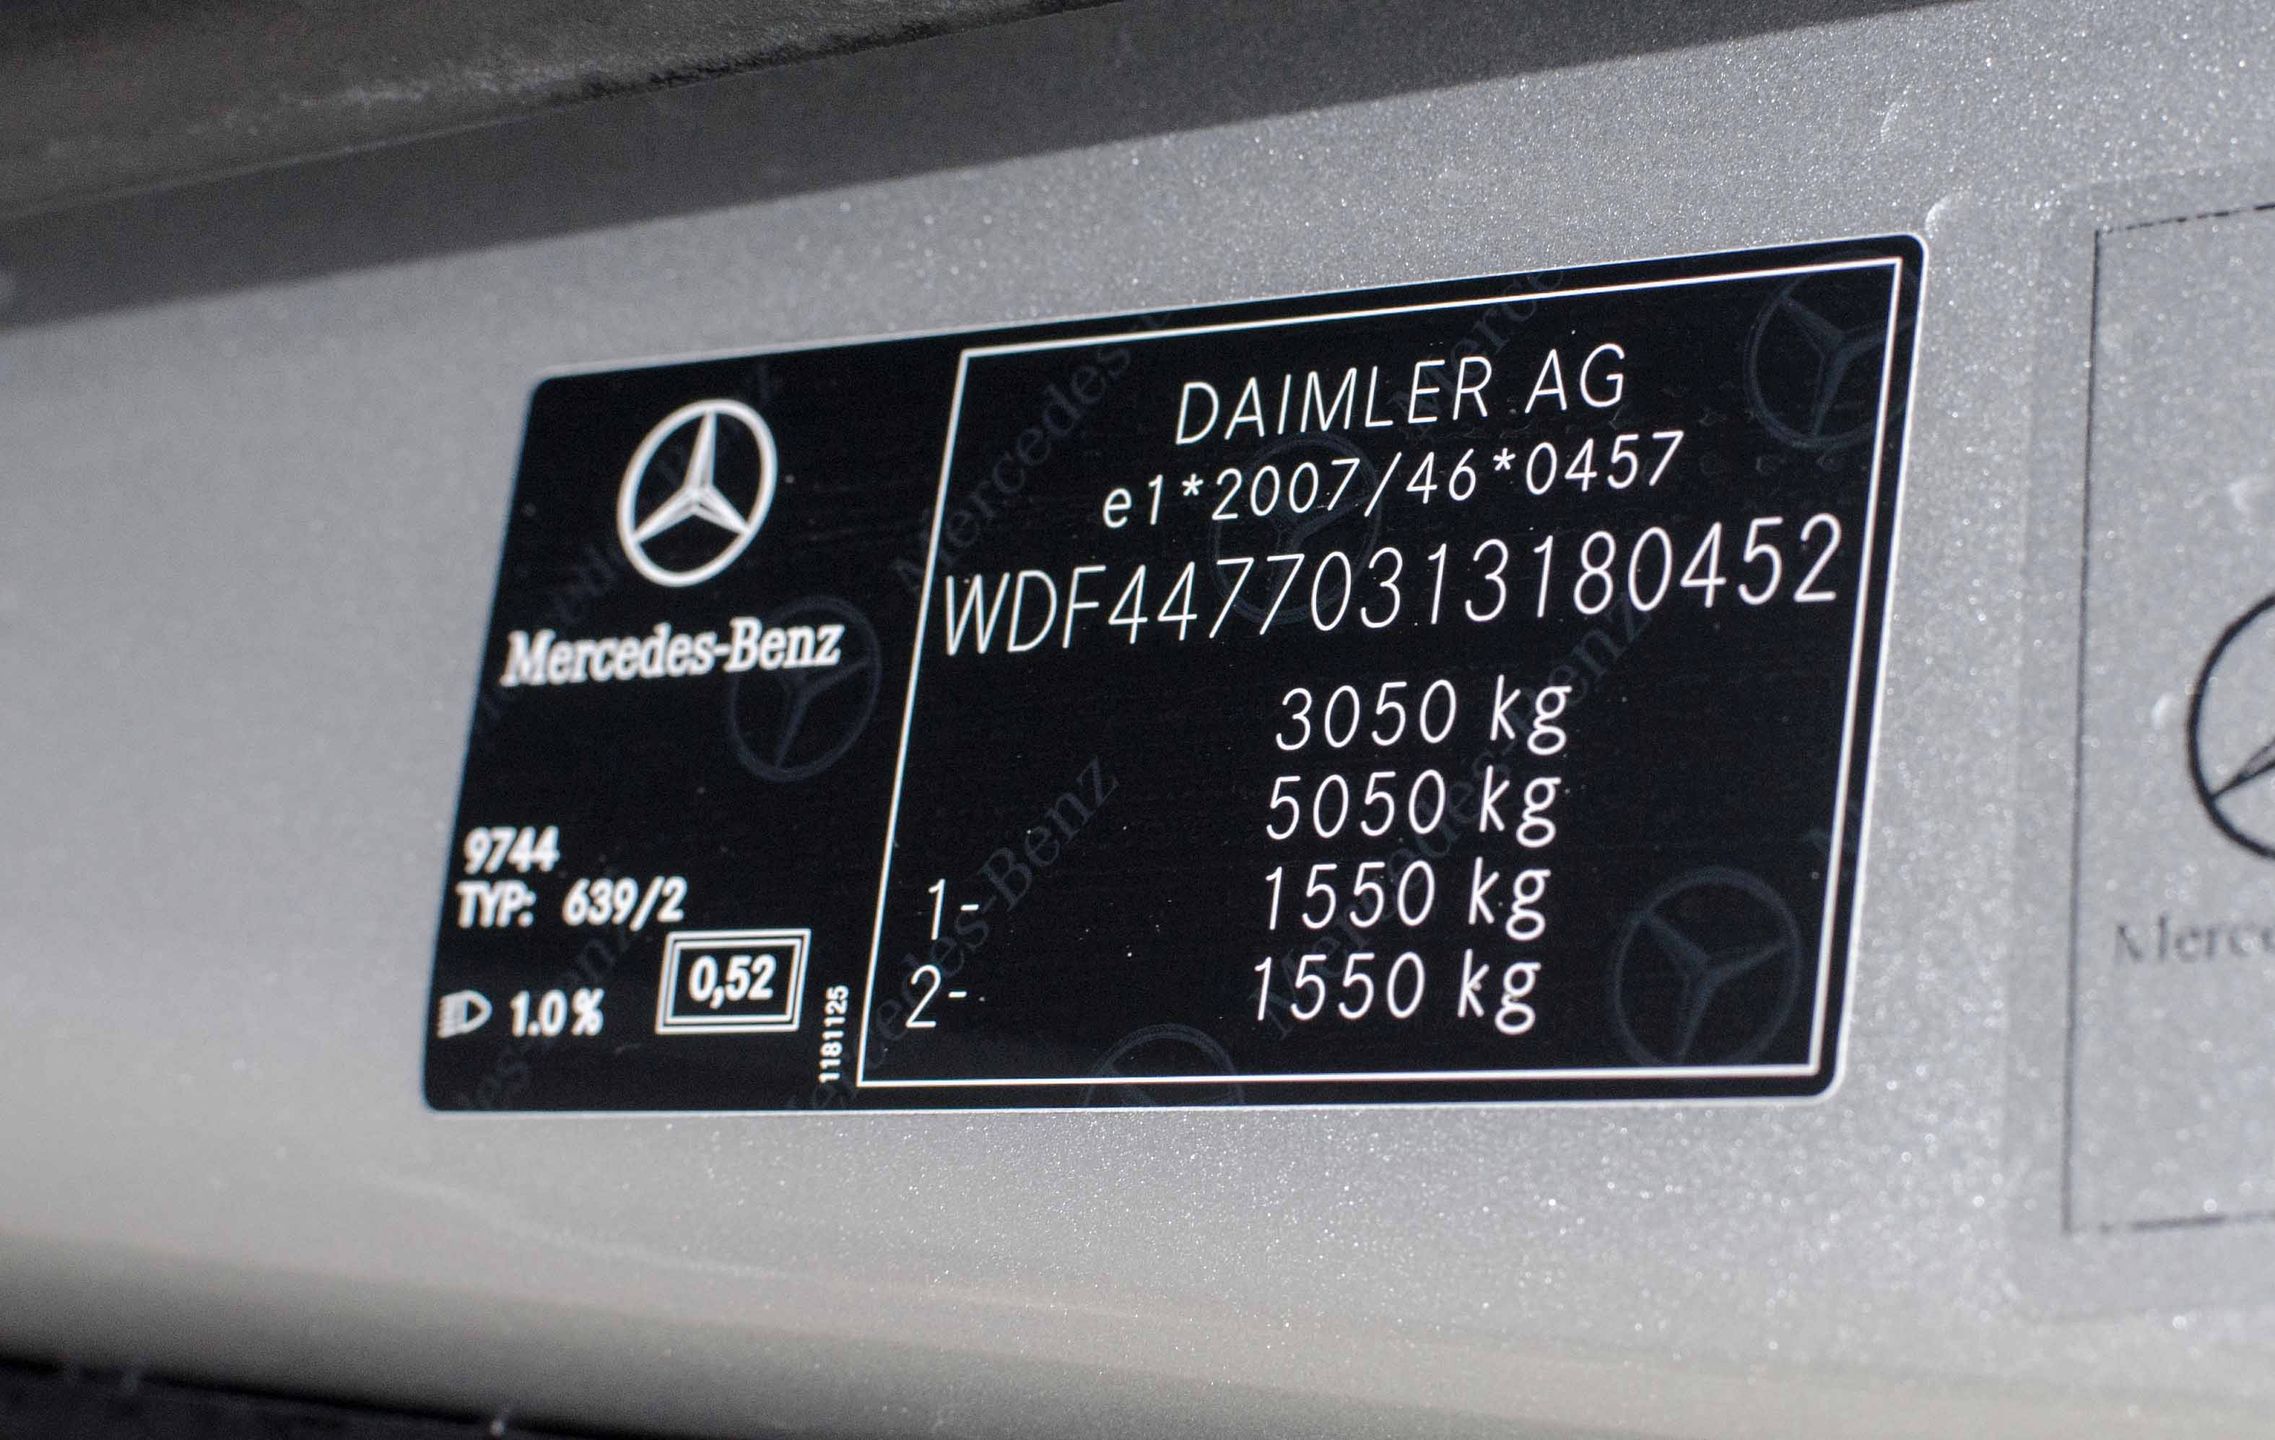 Mercedes-Benz
9744
TYP: 639/2
1.0%
0,52
1181125
DAIMLER AG
e1*2007/46*0457
WDF44770313180452
3050 kg
5050 kg
1- 1550 kg
2- 1550 kg